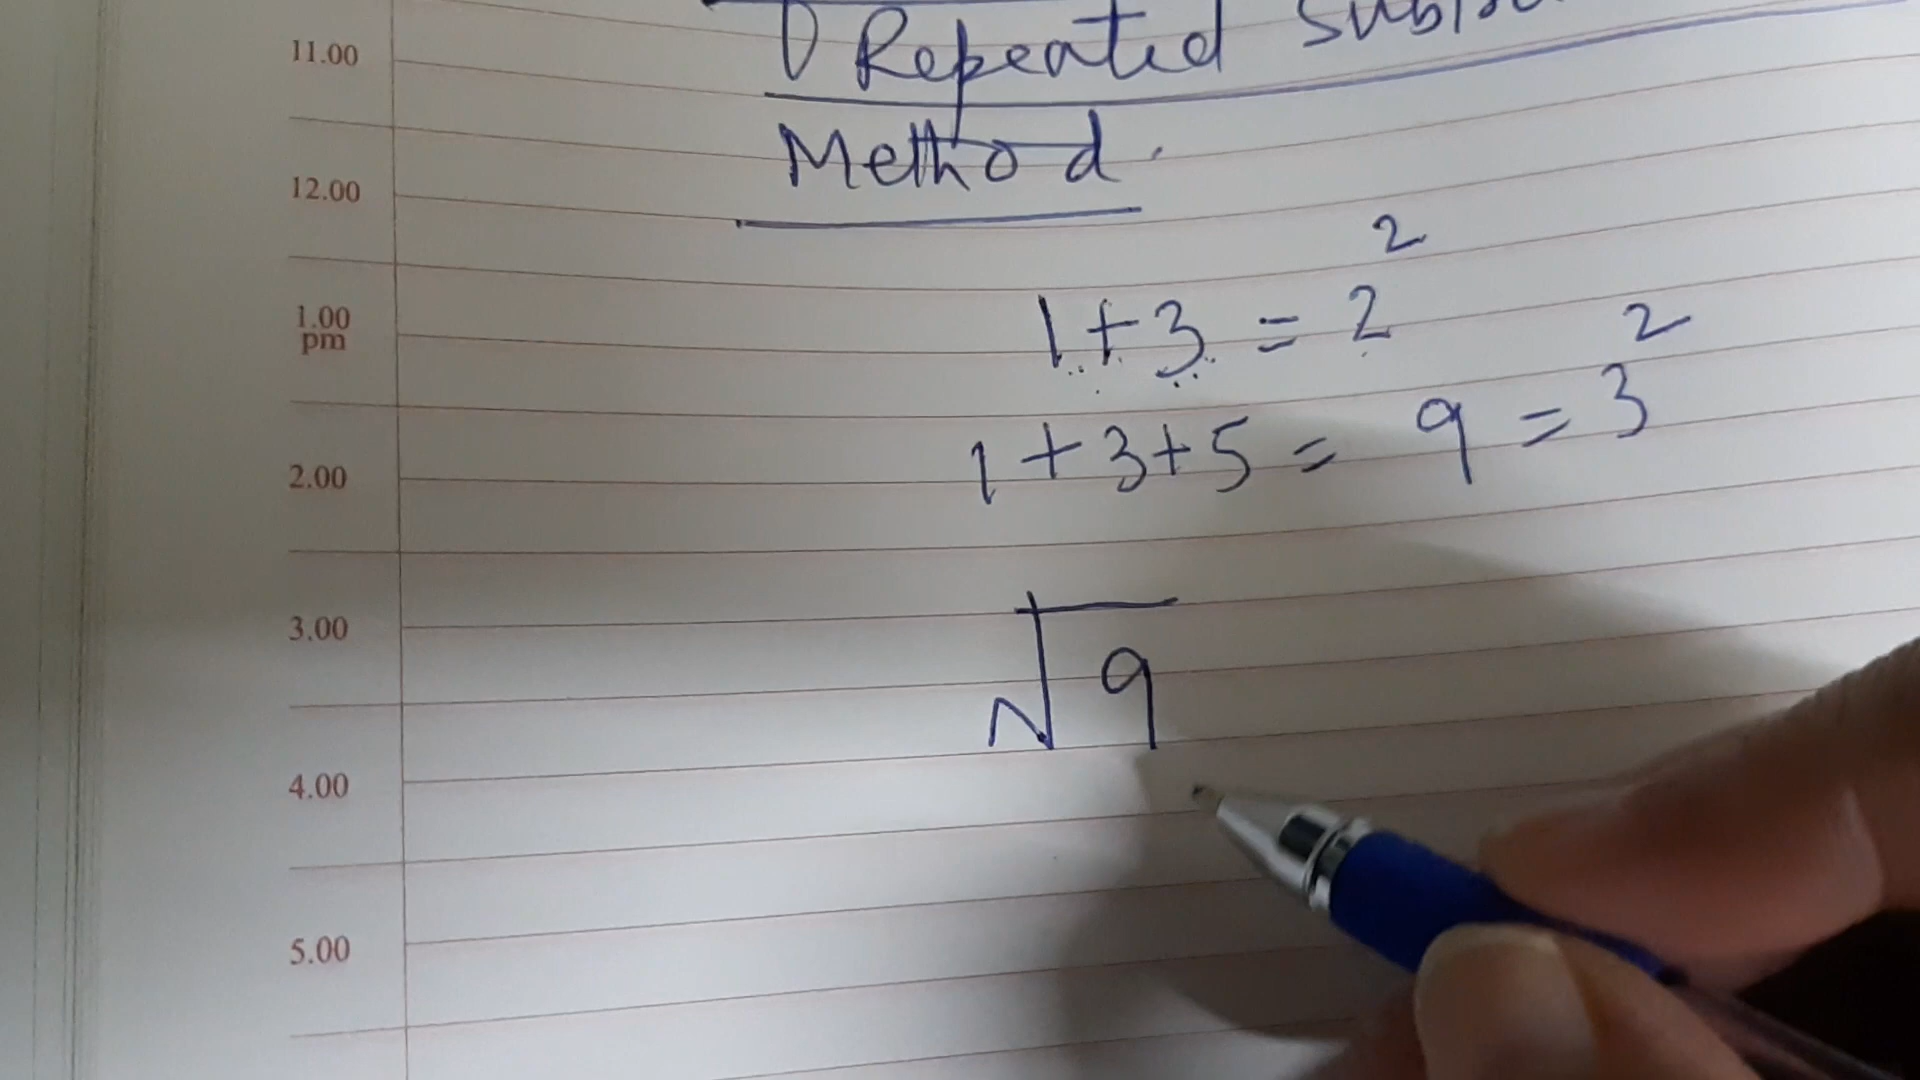 11.00
1) Repeated
Method.
12.00
1+3 = 2²
1.00
pm
1+3+5 = 9 = 3²
2.00
3.00
√9
4.00
5.00